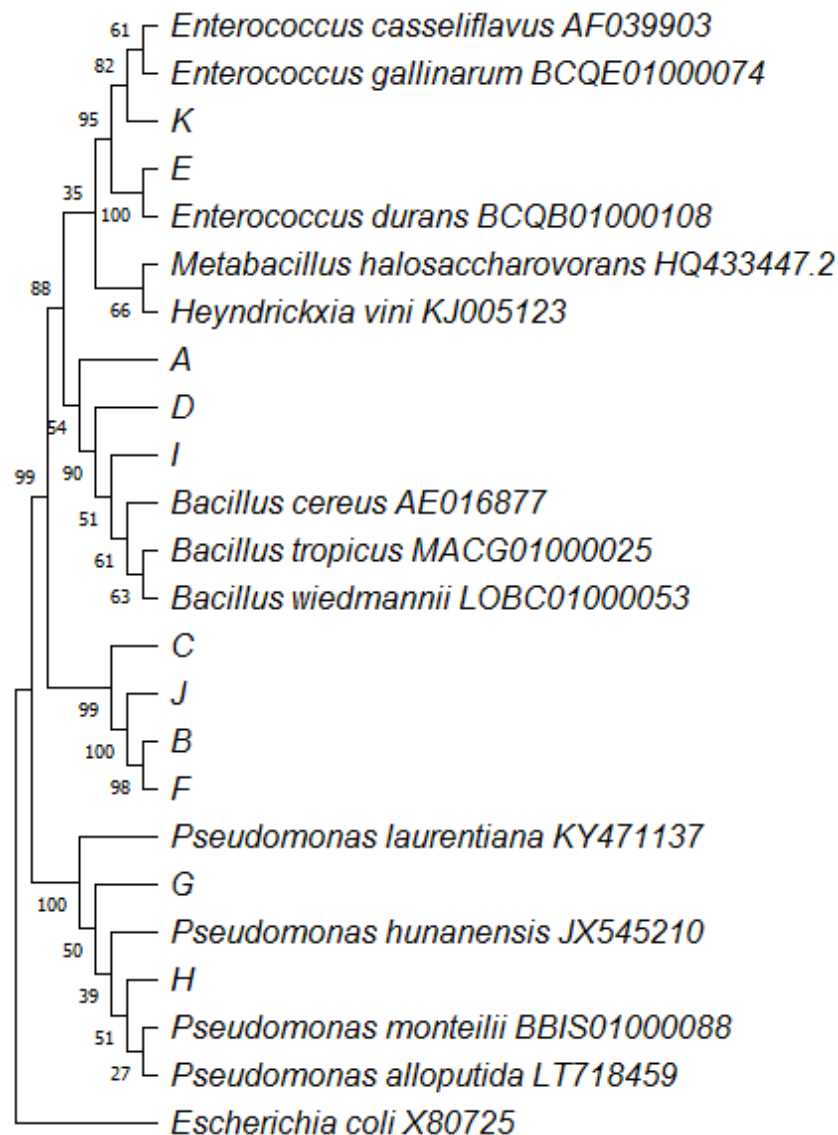 61
Enterococcus casseliflavus AF039903
82
Enterococcus gallinarum BCQE01000074
95
K
E
35
100
Enterococcus durans BCQB01000108
Metabacillus halosaccharovorans HQ433447.2
88
66
Heyndrickxia vini KJ005123
A
54
D
90
I
99
51
Bacillus cereus AE016877
61
Bacillus tropicus MACG01000025
63
Bacillus wiedmannii LOBC01000053
C
99
J
100
B
98
F
Pseudomonas laurentiana KY471137
100
G
50
Pseudomonas hunanensis JX545210
39
H
51
Pseudomonas monteilii BBIS01000088
27
Pseudomonas alloputida LT718459
Escherichia coli X80725